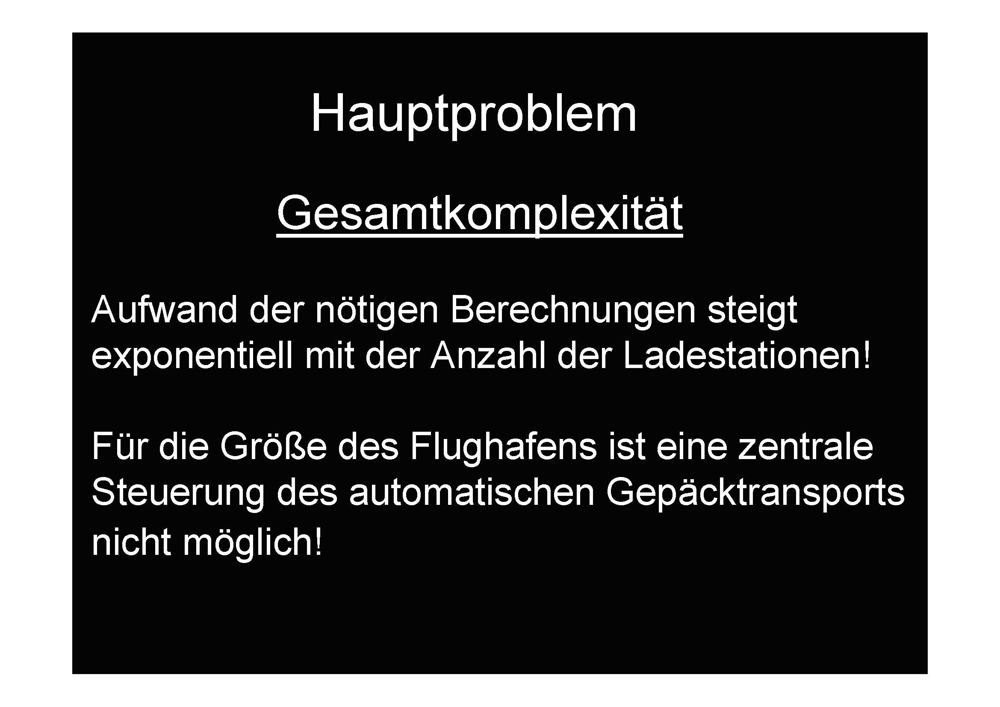 Hauptproblem
Gesamtkomplexität
Aufwand der nötigen Berechnungen steigt
exponentiell mit der Anzahl der Ladestationen!
Für die Größe des Flughafens ist eine zentrale
Steuerung des automatischen Gepäcktransports
nicht möglich!